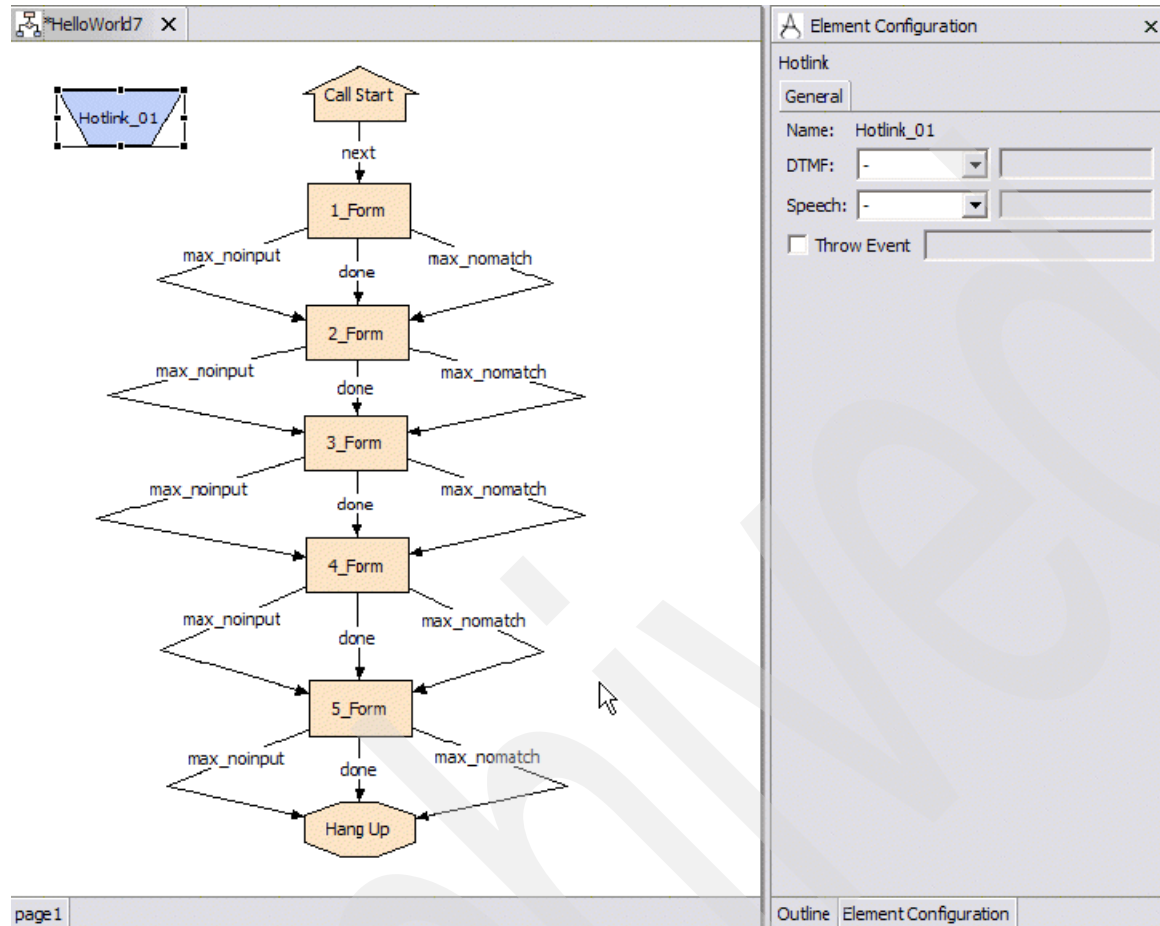 *HelloWorld7
Hotlink_01
Call Start
next
1_Form
max_noinput
max_nomatch
done
2_Form
max_noinput
max_nomatch
done
3_Form
max_noinput
max_nomatch
done
4_Form
max_noinput
max_nomatch
done
5_Form
max_noinput
max_nomatch
done
Hang Up
page1
Element Configuration
Hotlink
General
Name: Hotlink_01
DTMF: -
Speech: -
Throw Event
Outline Element Configuration